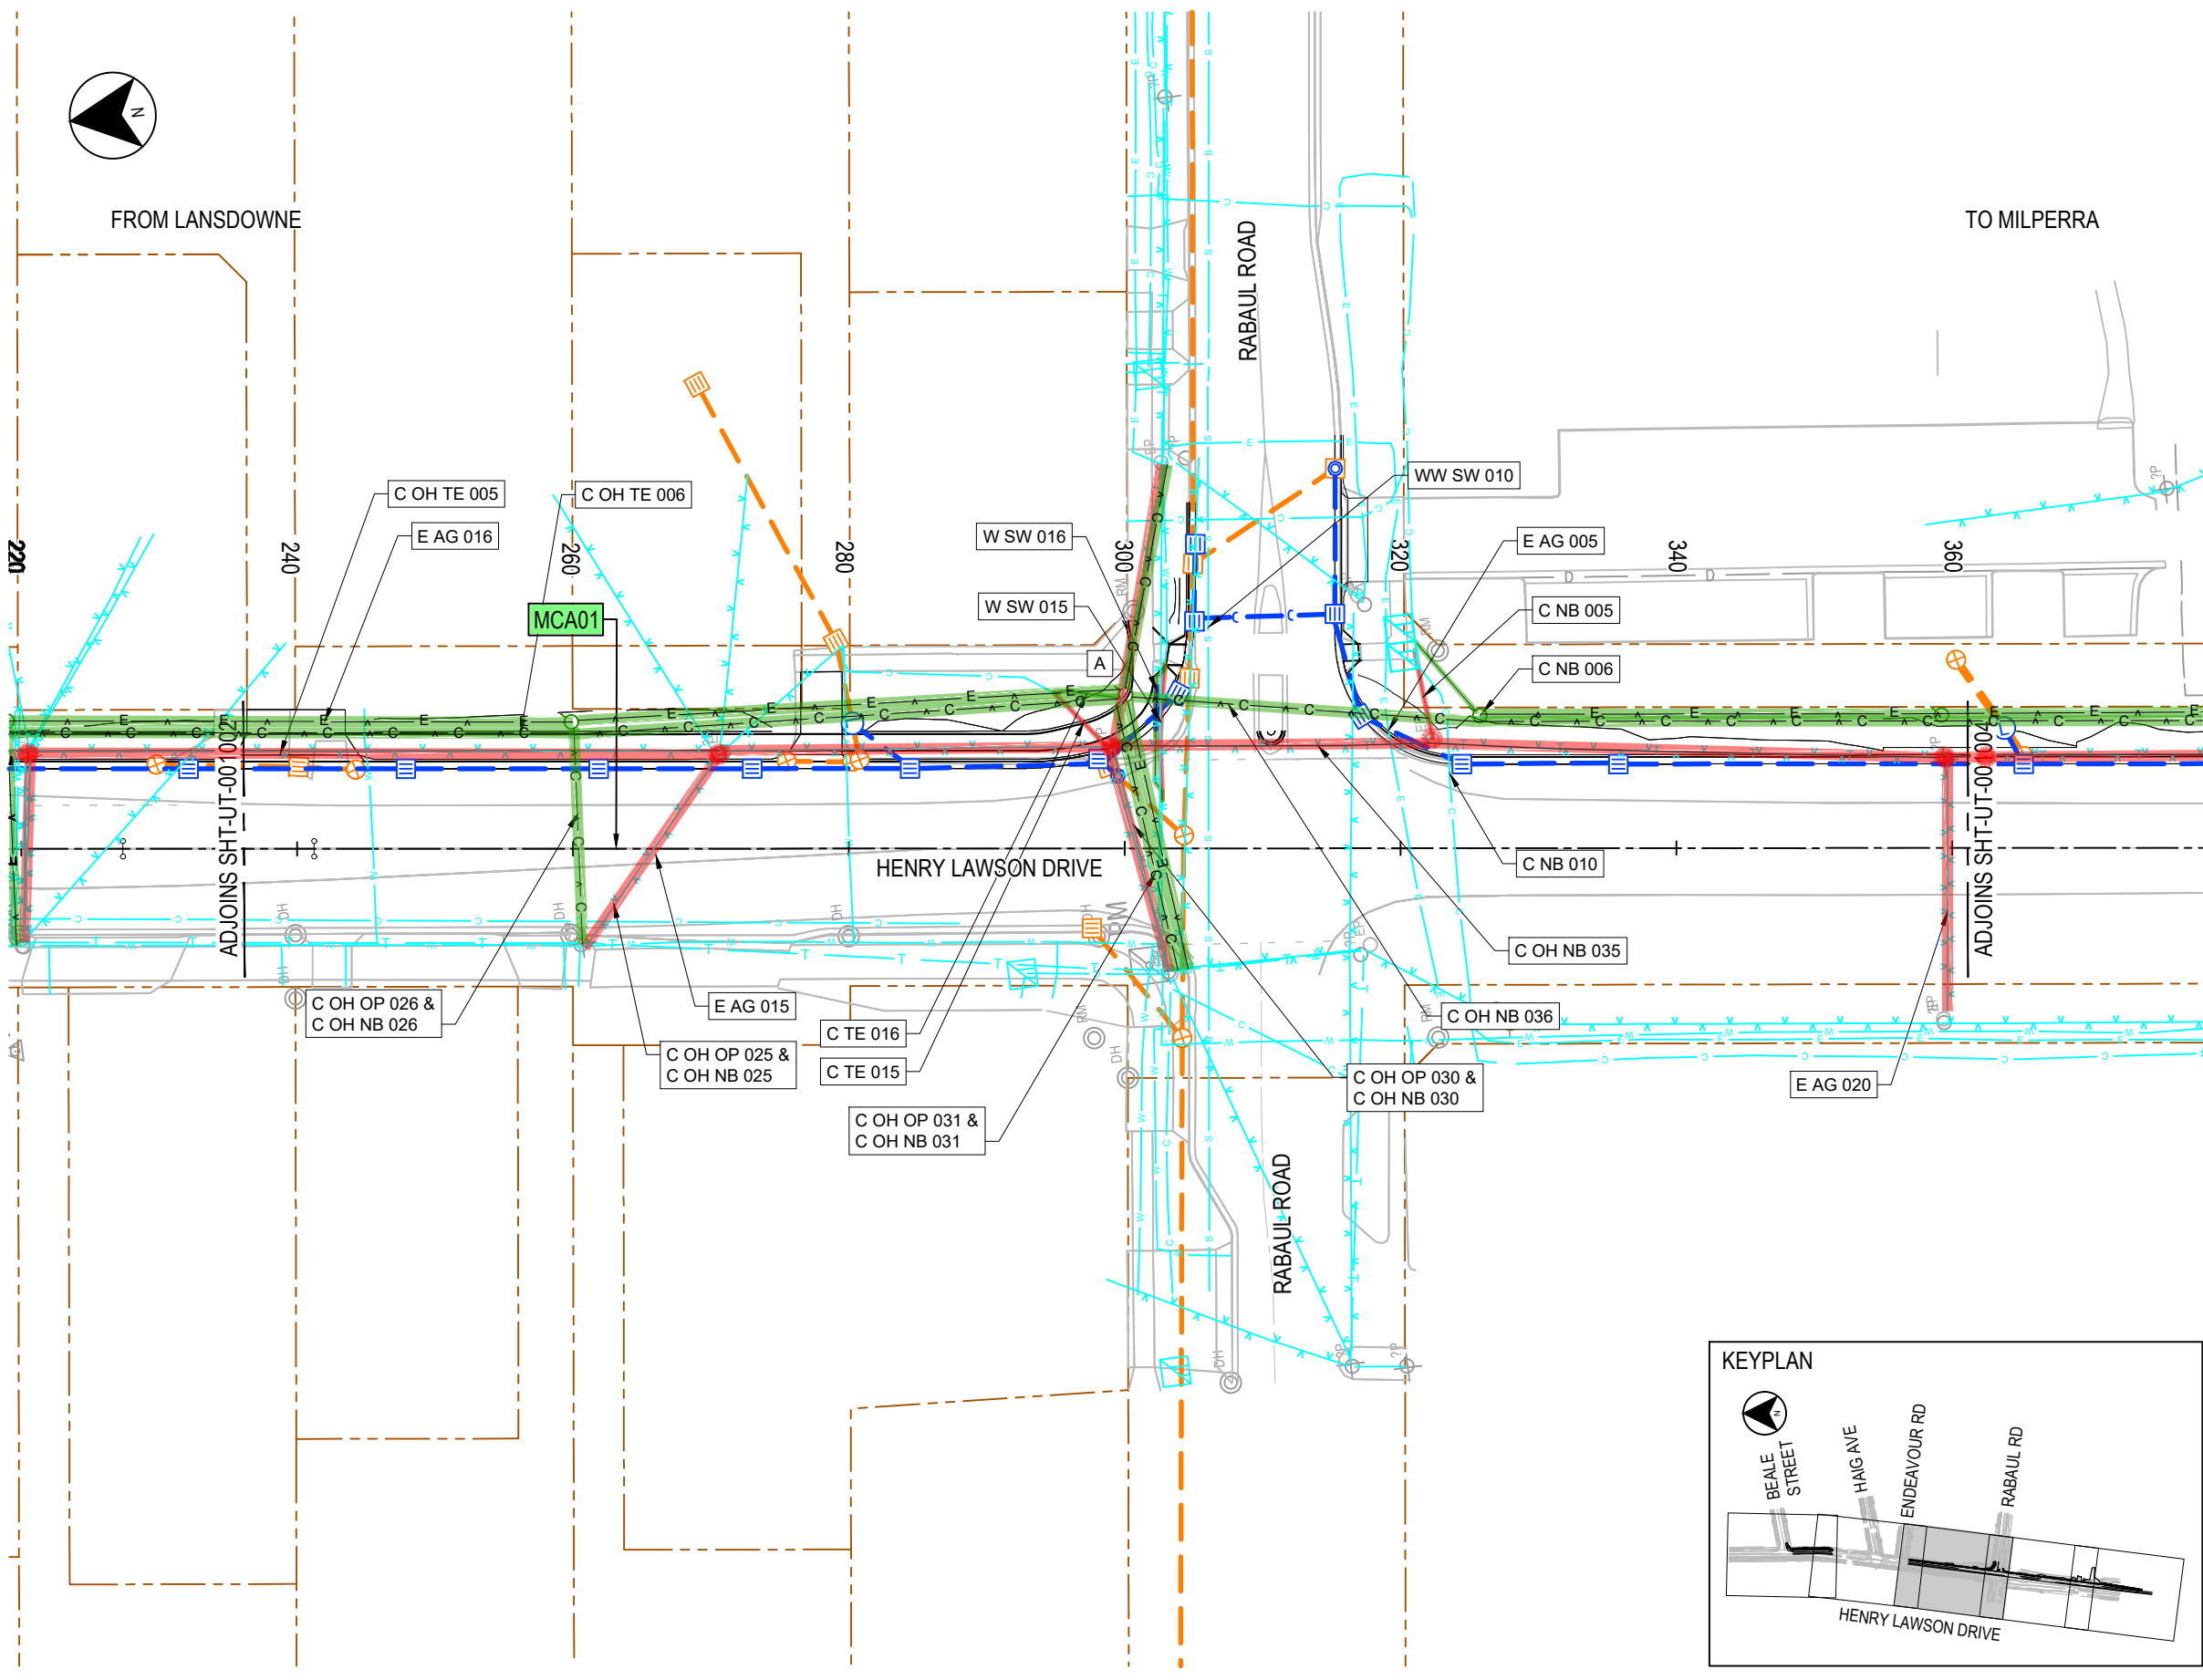 N
FROM LANSDOWNE
TO MILPERRA
RABAUL ROAD
C OH TE 005
C OH TE 006
E AG 016
WW SW 010
W SW 016
E AG 005
220
240
260
280
300
320
340
360
MCA01
W SW 015
C NB 005
A
C NB 006
ADJOINS SHT-UT-001002
ADJOINS SHT-UT-001004
HENRY LAWSON DRIVE
C NB 010
C OH NB 035
C OH OP 026 &
C OH NB 026
E AG 015
C OH NB 036
C TE 016
C OH OP 025 &
C OH NB 025
C TE 015
C OH OP 030 &
C OH NB 030
E AG 020
C OH OP 031 &
C OH NB 031
RABAUL ROAD
KEYPLAN
N
BEALE
STREET
HAIG AVE
ENDEAVOUR RD
RABAUL RD
HENRY LAWSON DRIVE